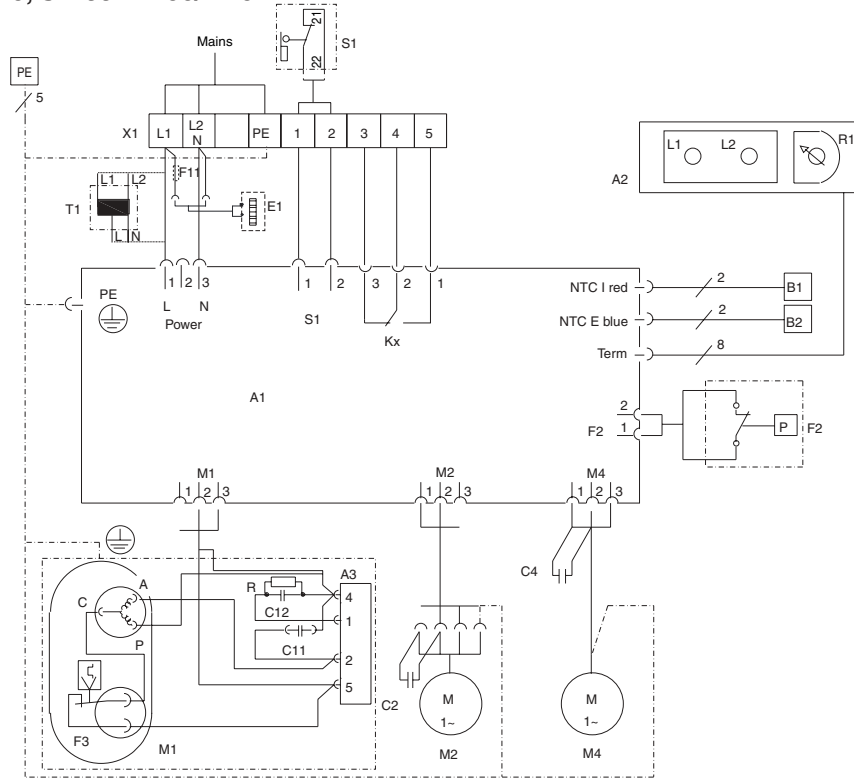 Mains
21
22
S1
PE
5
X1
L1
L2
N
PE
1
2
3
4
5
L1
L2
R1
A2
F11
L1
L2
T1
L
N
E1
1
2
3
1
2
3
2
1
PE
L
N
Power
S1
Kx
NTC I red
2
B1
NTC E blue
2
B2
Term
8
A1
2
1
F2
P
F2
M1
1
2
3
M2
1
2
3
M4
1
2
3
C4
A
C
P
R
A3
4
C12
1
C11
2
5
C2
F3
M1
M
1~
M2
M
1~
M4